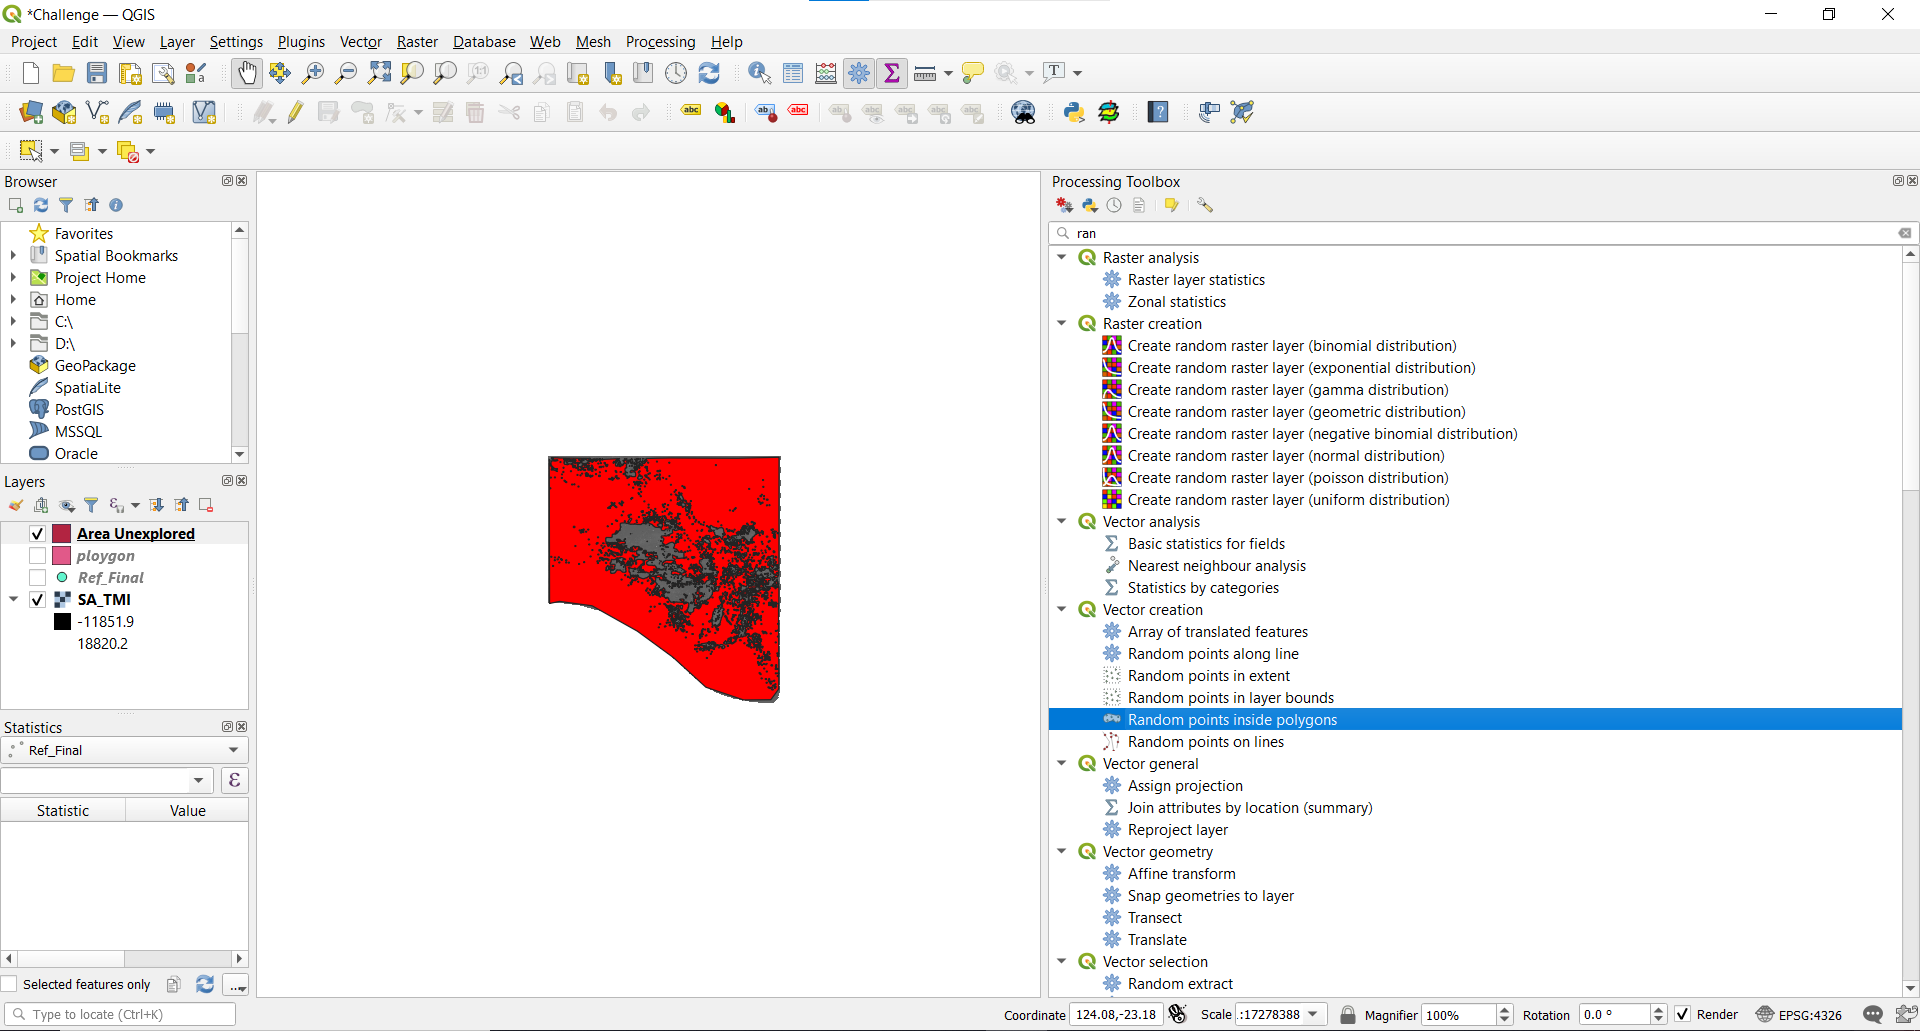 *Challenge — QGIS
Project Edit View Layer Settings Plugins Vector Raster Database Web Mesh Processing Help
Browser
Favorites
Spatial Bookmarks
Project Home
Home
C:\
D:\
GeoPackage
SpatiaLite
PostGIS
MSSQL
Oracle
Layers
Area Unexplored
ploygon
Ref_Final
SA_TMI
-11851.9
18820.2
Statistics
Ref_Final
ε
Statistic Value
Selected features only
Type to locate (Ctrl+K)
Processing Toolbox
ran
Raster analysis
Raster layer statistics
Zonal statistics
Raster creation
Create random raster layer (binomial distribution)
Create random raster layer (exponential distribution)
Create random raster layer (gamma distribution)
Create random raster layer (geometric distribution)
Create random raster layer (negative binomial distribution)
Create random raster layer (normal distribution)
Create random raster layer (poisson distribution)
Create random raster layer (uniform distribution)
Vector analysis
Basic statistics for fields
Nearest neighbour analysis
Statistics by categories
Vector creation
Array of translated features
Random points along line
Random points in extent
Random points in layer bounds
Random points inside polygons
Random points on lines
Vector general
Assign projection
Join attributes by location (summary)
Reproject layer
Vector geometry
Affine transform
Snap geometries to layer
Transect
Translate
Vector selection
Random extract
Coordinate 124.08,-23.18 Scale .:17278388 Magnifier 100% Rotation 0.0 ° Render EPSG:4326